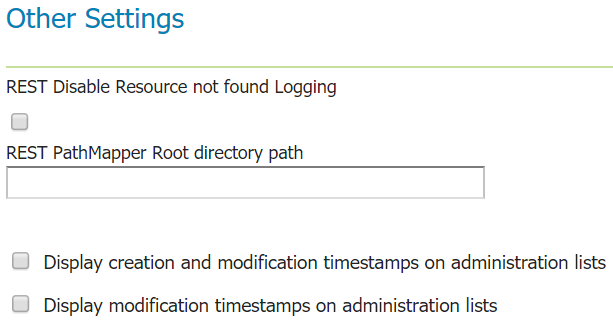 Other Settings
REST Disable Resource not found Logging
REST PathMapper Root directory path
Display creation and modification timestamps on administration lists
Display modification timestamps on administration lists